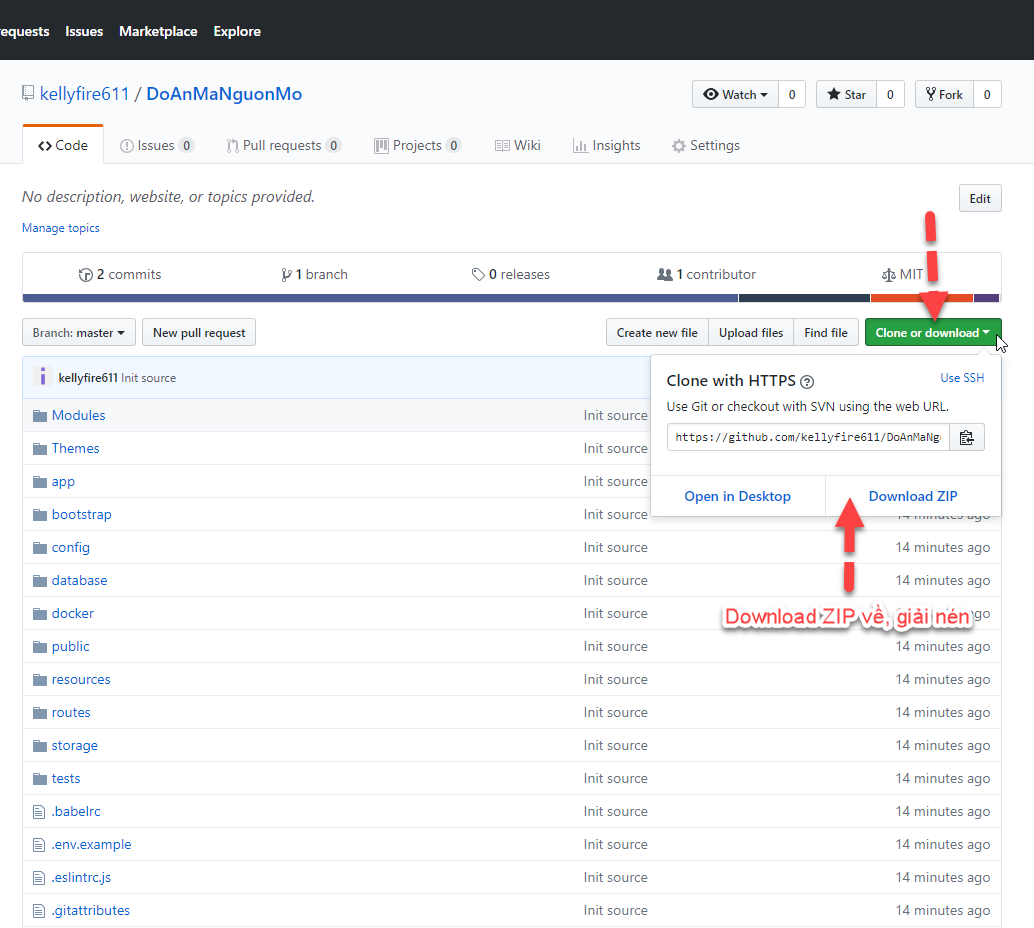 equests Issues Marketplace Explore
kellyfire611 / DoAnMaNguonMo
Watch 0 Star 0 Fork 0
Code Issues 0 Pull requests 0 Projects 0 Wiki Insights Settings
No description, website, or topics provided.
Edit
Manage topics
2 commits 1 branch 0 releases 1 contributor MIT
Branch: master New pull request Create new file Upload files Find file Clone or download
kellyfire611 Init source
Clone with HTTPS ? Use SSH
Use Git or checkout with SVN using the web URL.
https://github.com/kellyfire611/DoAnMaNg
Open in Desktop Download ZIP
Modules Init source
Themes Init source
app Init source
bootstrap Init source 14 minutes ago
config Init source 14 minutes ago
database Init source 14 minutes ago
docker Init source go
Download ZIP về, giải nén
public Init source 14 minutes ago
resources Init source 14 minutes ago
routes Init source 14 minutes ago
storage Init source 14 minutes ago
tests Init source 14 minutes ago
.babelrc Init source 14 minutes ago
.env.example Init source 14 minutes ago
.eslintrc.js Init source 14 minutes ago
.gitattributes Init source 14 minutes ago